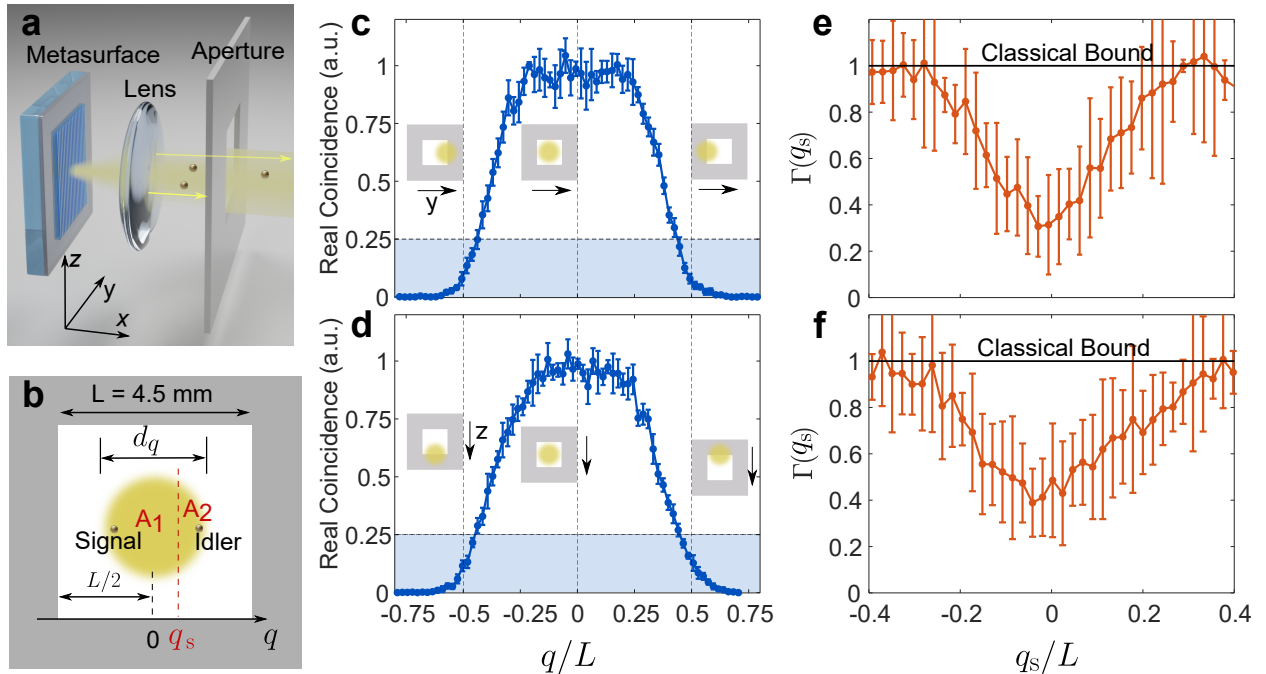 a
Metasurface
Aperture
Lens
z
y
x
b
L = 4.5 mm
d_q
A1
A2
Signal
Idler
L/2
0
q_s
q
c
Real Coincidence (a.u.)
1
0.75
0.5
0.25
0
y
d
Real Coincidence (a.u.)
1
0.75
0.5
0.25
0
z
-0.75 -0.5 -0.25 0 0.25 0.5 0.75
q/L
e
Classical Bound
Γ(q_s)
1
0.8
0.6
0.4
0.2
0
f
Classical Bound
Γ(q_s)
1
0.8
0.6
0.4
0.2
0
-0.4 -0.2 0 0.2 0.4
q_s/L